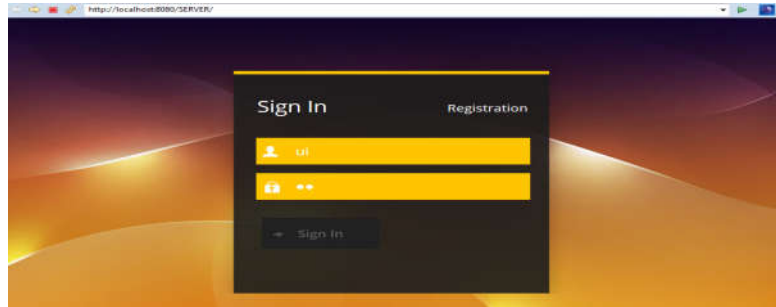 http://localhost:8080/SERVER/
Sign In
Registration
ui
Sign In